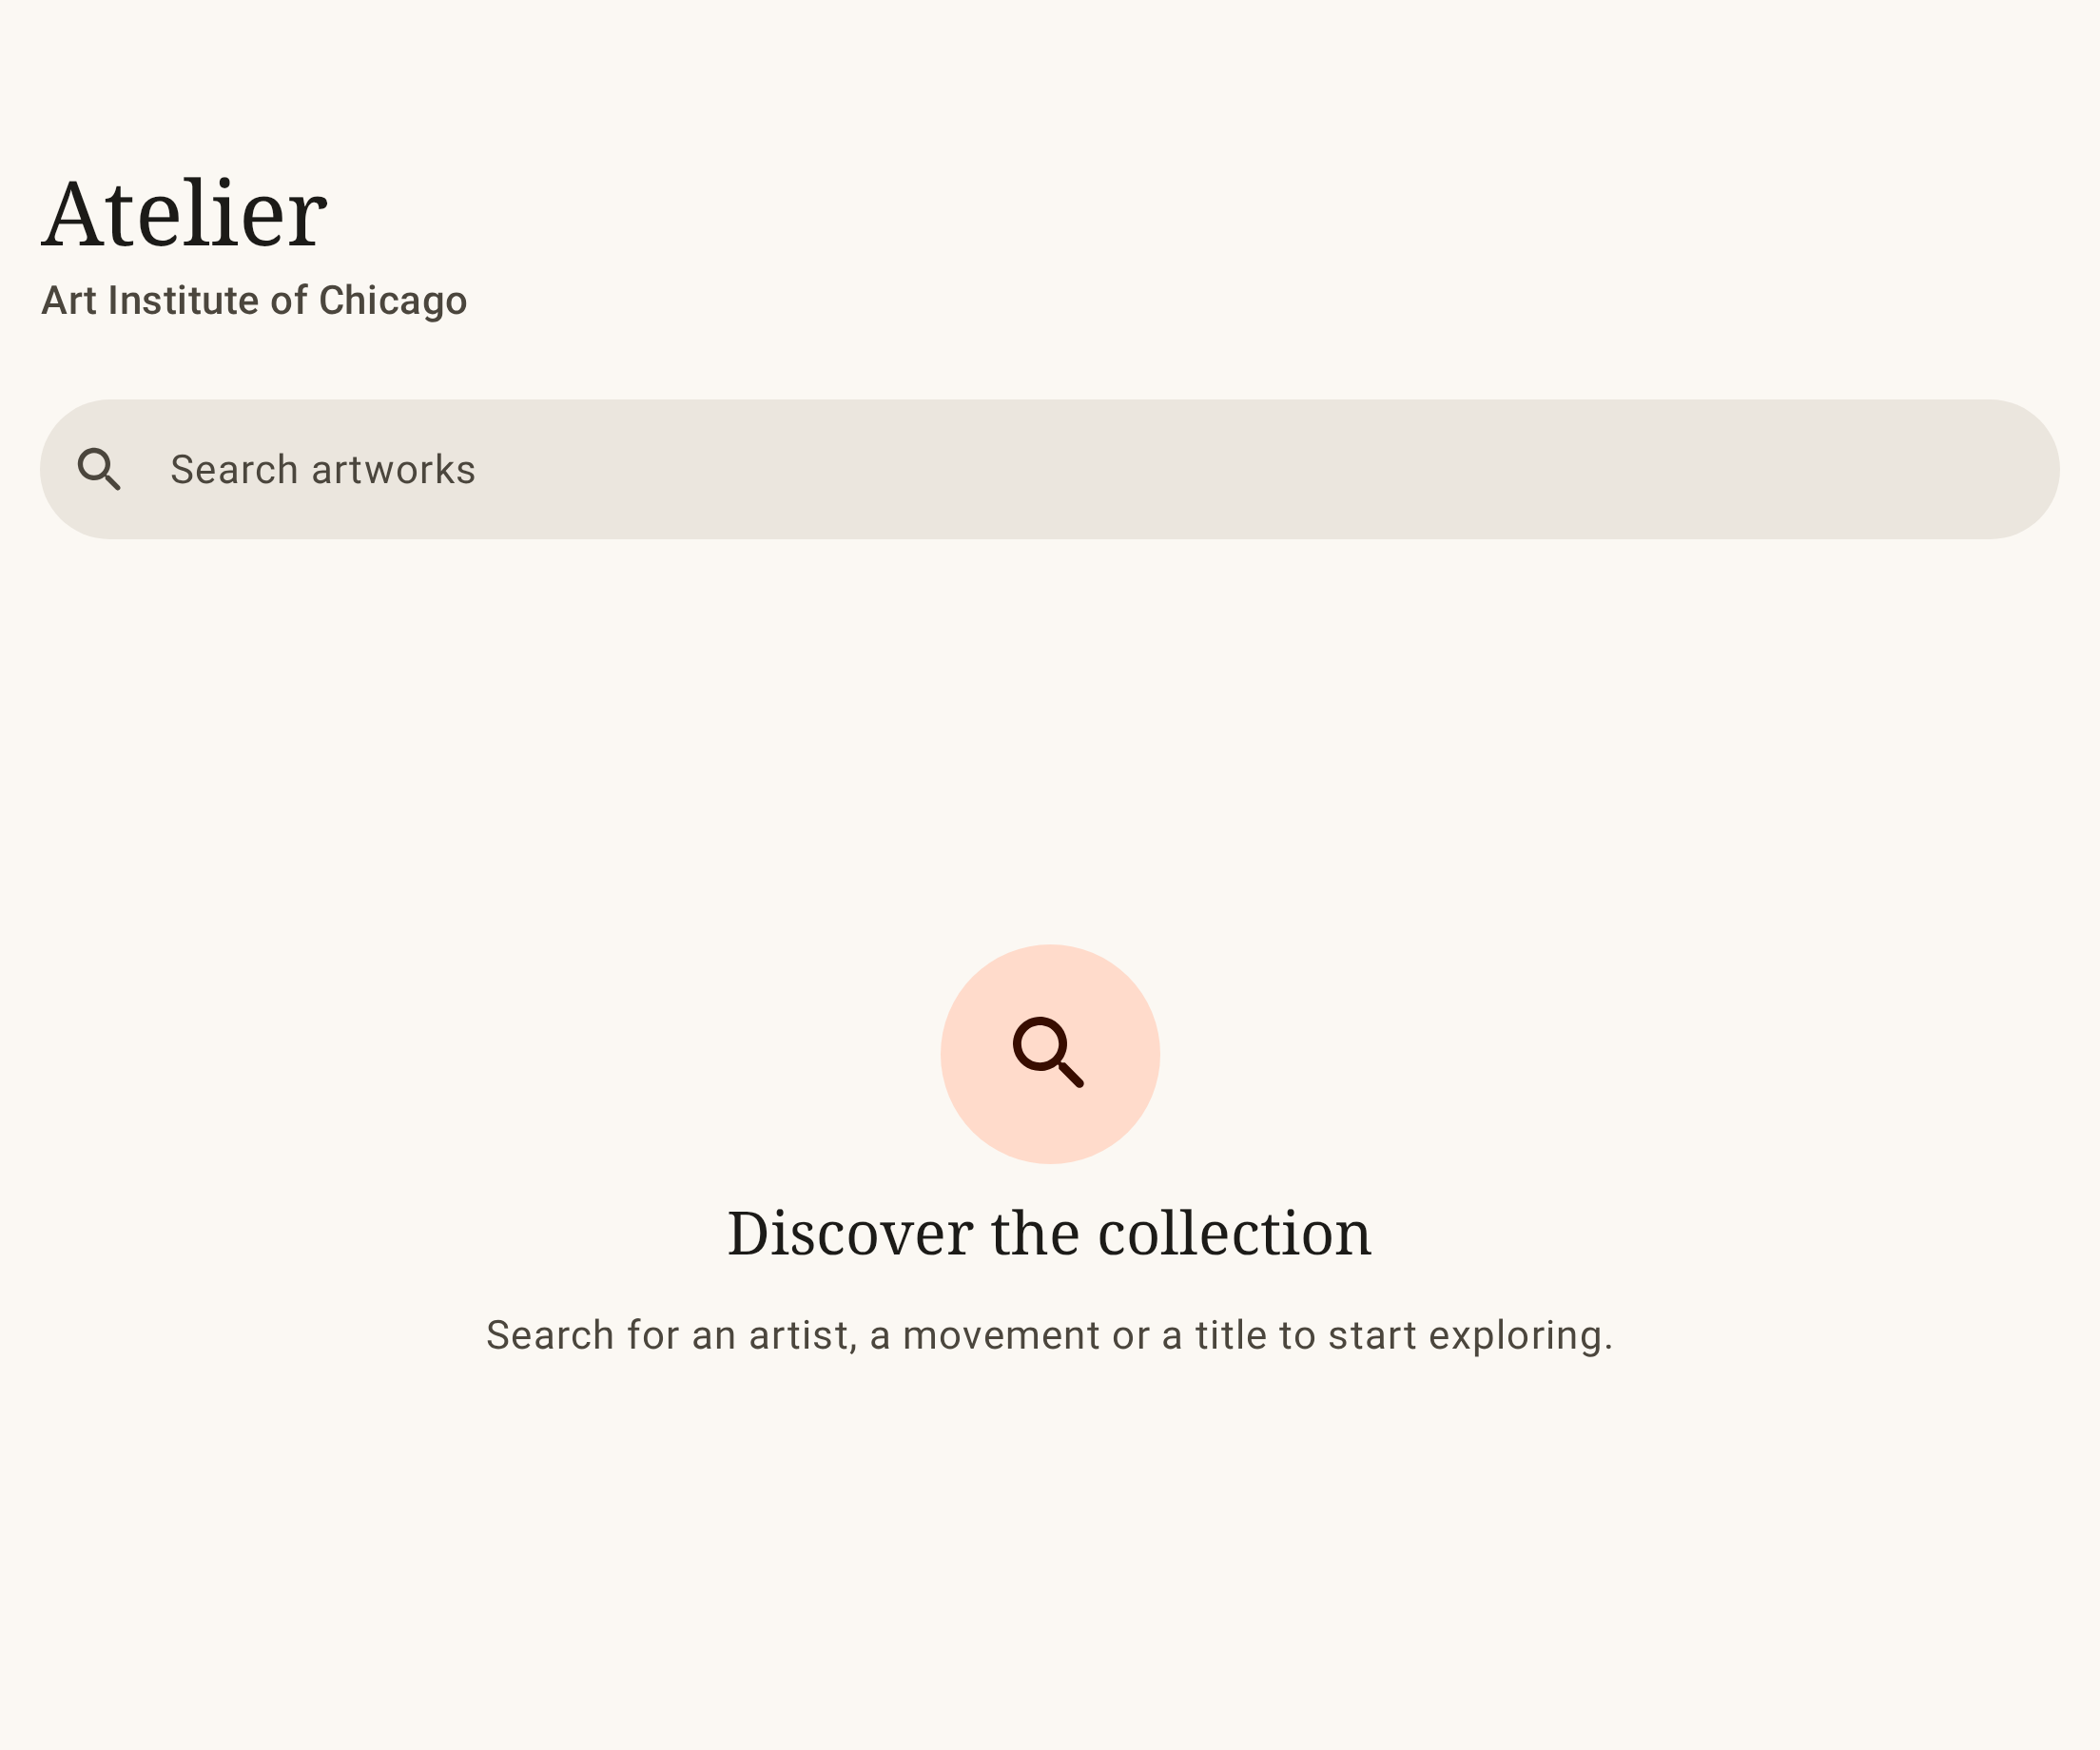 Atelier
Art Institute of Chicago
Search artworks
Discover the collection
Search for an artist, a movement or a title to start exploring.